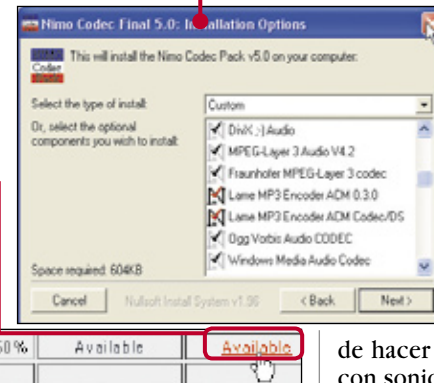 Nimo Codec Final 5.0: Installation Options
This will install the Nimo Codec Pack v5.0 on your computer.
Codec
Select the type of install:
Custom
Or, select the optional components you wish to install:
DivX ;-) Audio
MPEG-Layer 3 Audio V4.2
Fraunhofer MPEG-Layer 3 codec
Lame MP3 Encoder ACM 0.3.0
Lame MP3 Encoder ACM Codec/DS
Ogg Vorbis Audio CODEC
Windows Media Audio Codec
Space required: 604KB
Cancel
Nullsoft Install System v1.96
< Back
Next >
Available
Available
de hacer